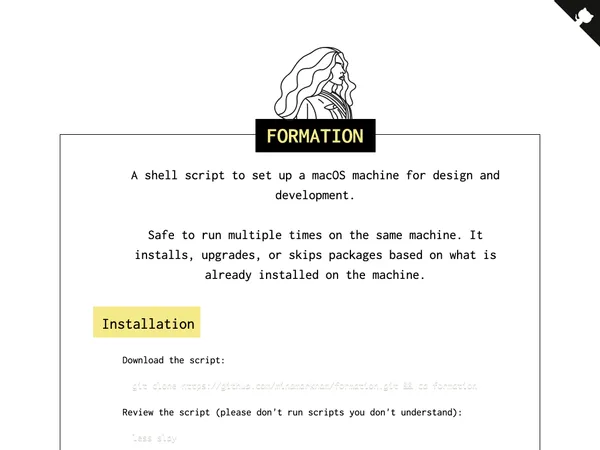 FORMATION
A shell script to set up a macOS machine for design and
development.
Safe to run multiple times on the same machine. It
installs, upgrades, or skips packages based on what is
already installed on the machine.
Installation
Download the script:
git clone https://github.com/minamarkham/formation.git && cd formation
Review the script (please don't run scripts you don't understand):
less slay